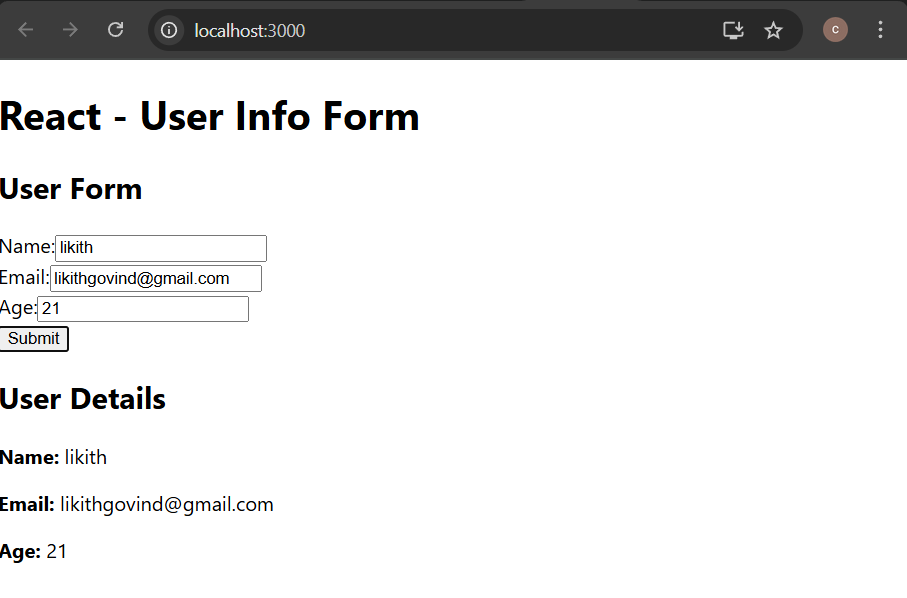 localhost:3000
c
React - User Info Form
User Form
Name: likith
Email: likithgovind@gmail.com
Age: 21
Submit
User Details
Name: likith
Email: likithgovind@gmail.com
Age: 21